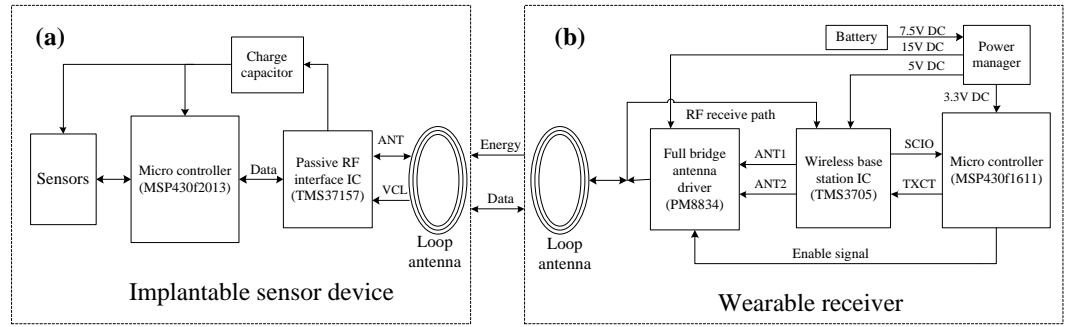 (a)
Charge
capacitor
Sensors
Micro controller
(MSP430f2013)
Data
Passive RF
interface IC
(TMS37157)
ANT
VCL
Loop
antenna
Implantable sensor device
Energy
Data
(b)
Battery
7.5V DC
15V DC
5V DC
Power
manager
3.3V DC
RF receive path
Loop
antenna
Full bridge
antenna
driver
(PM8834)
ANT1
ANT2
Wireless base
station IC
(TMS3705)
SCIO
TXCT
Micro controller
(MSP430f1611)
Enable signal
Wearable receiver